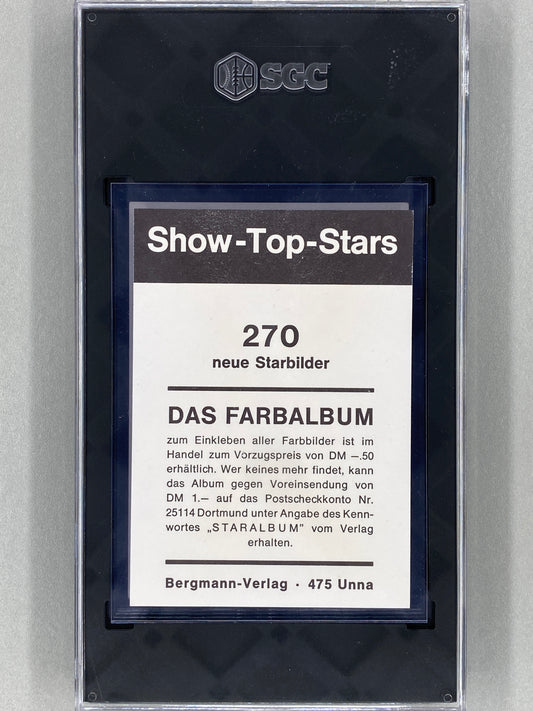 SGC
Show-Top-Stars
270
neue Starbilder
DAS FARBALBUM
zum Einkleben aller Farbbilder ist im
Handel zum Vorzugspreis von DM —.50
erhältlich. Wer keines mehr findet, kann
das Album gegen Voreinsendung von
DM 1.— auf das Postscheckkonto Nr.
25114 Dortmund unter Angabe des Kenn-
wortes „STARALBUM" vom Verlag
erhalten.
Bergmann-Verlag · 475 Unna